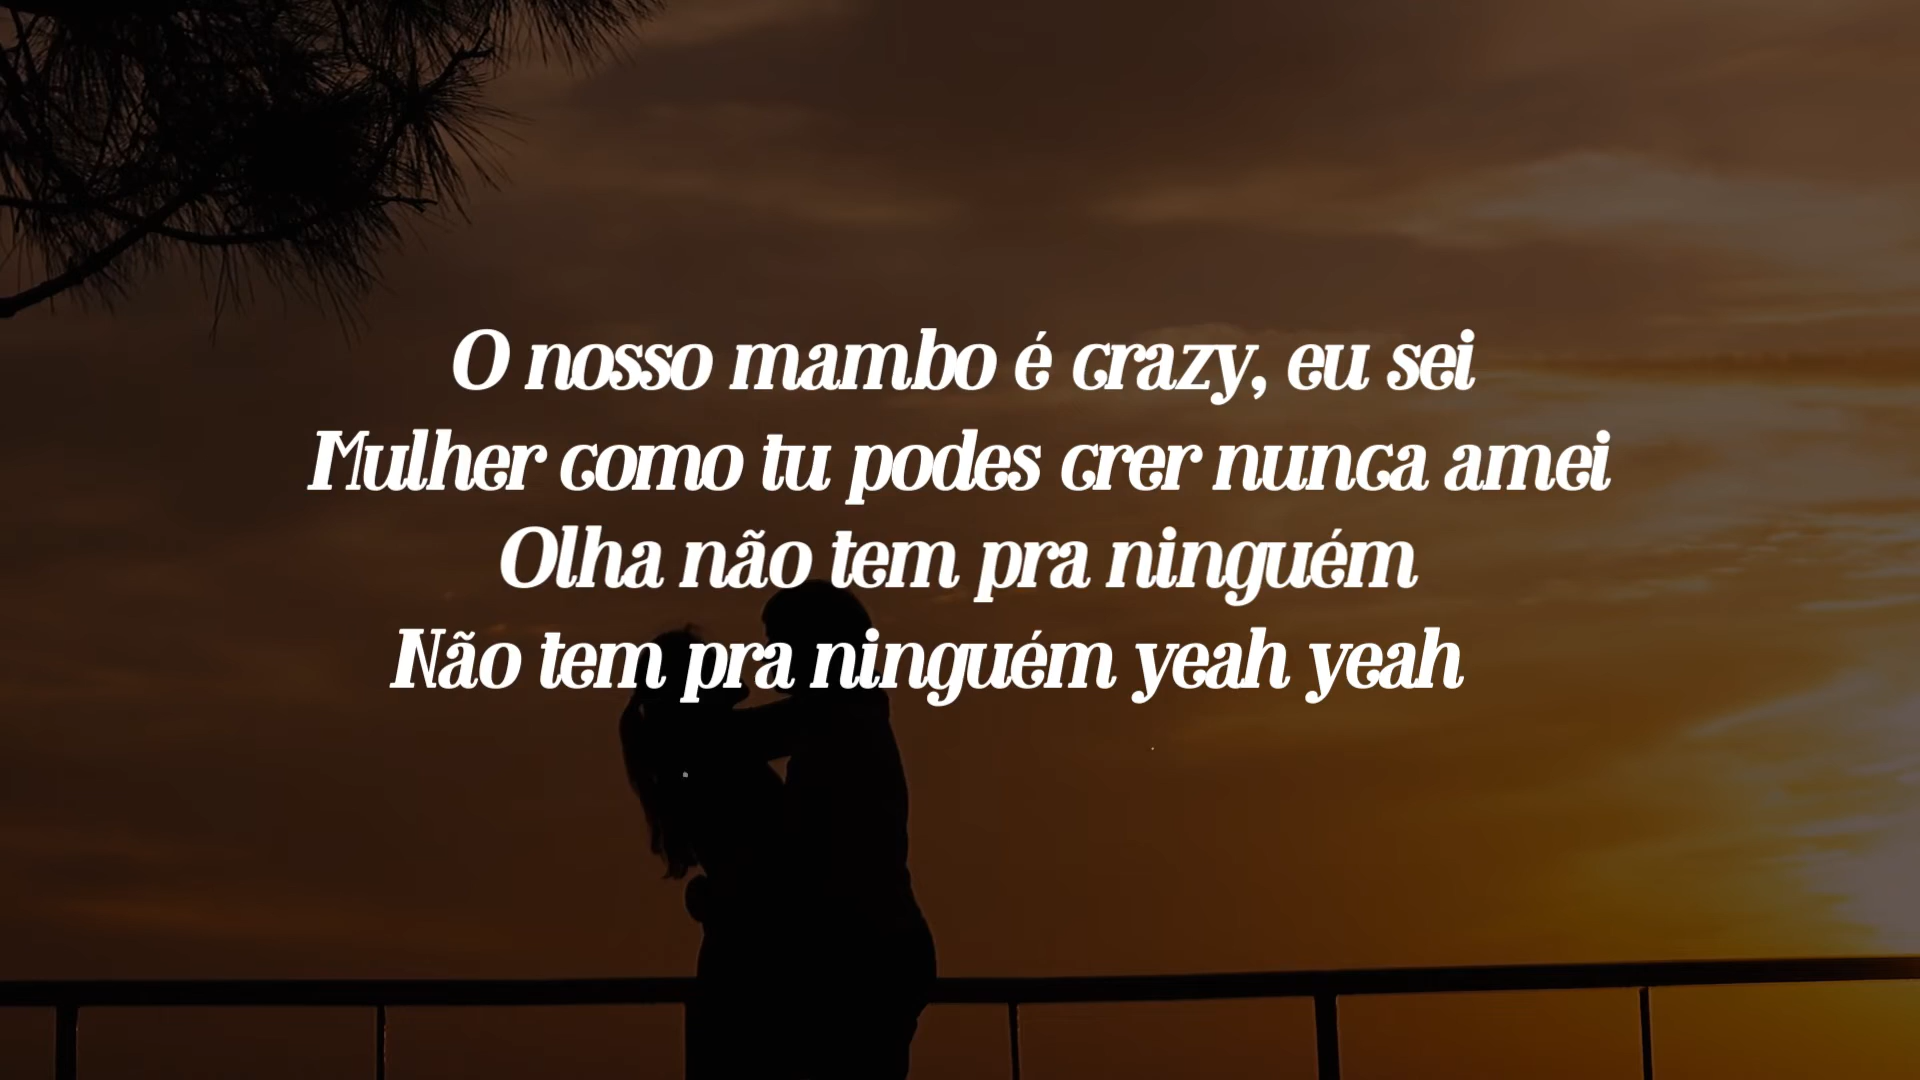 O nosso mambo é crazy, eu sei
Mulher como tu podes crer nunca amei
Olha não tem pra ninguém
Não tem pra ninguém yeah yeah